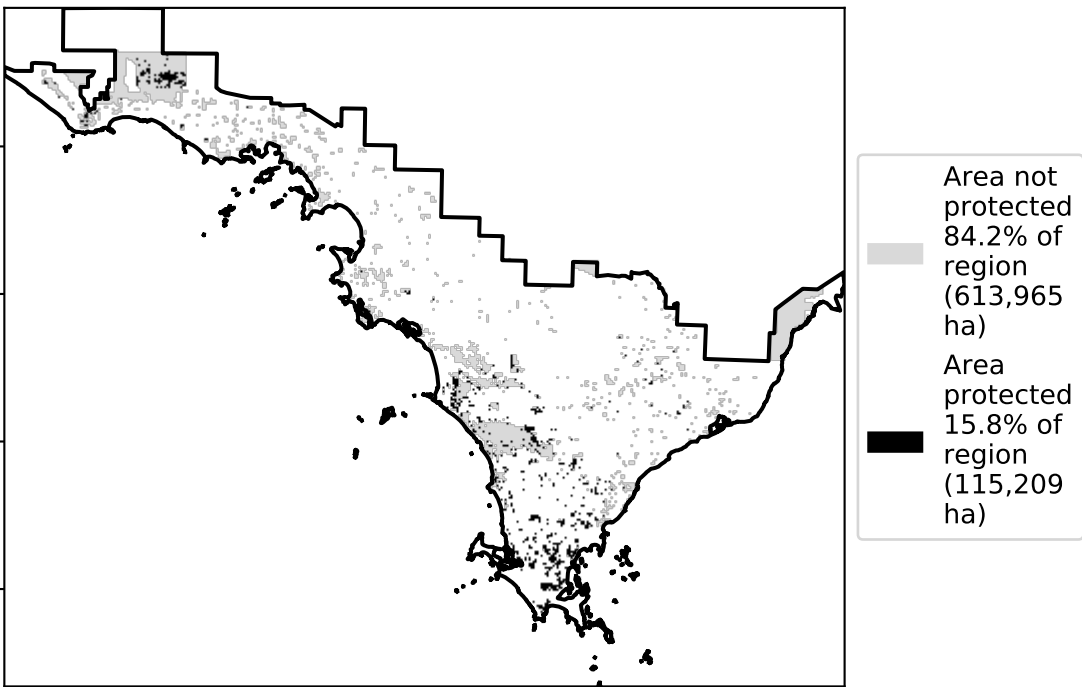 Area not
protected
84.2% of
region
(613,965
ha)
Area
protected
15.8% of
region
(115,209
ha)